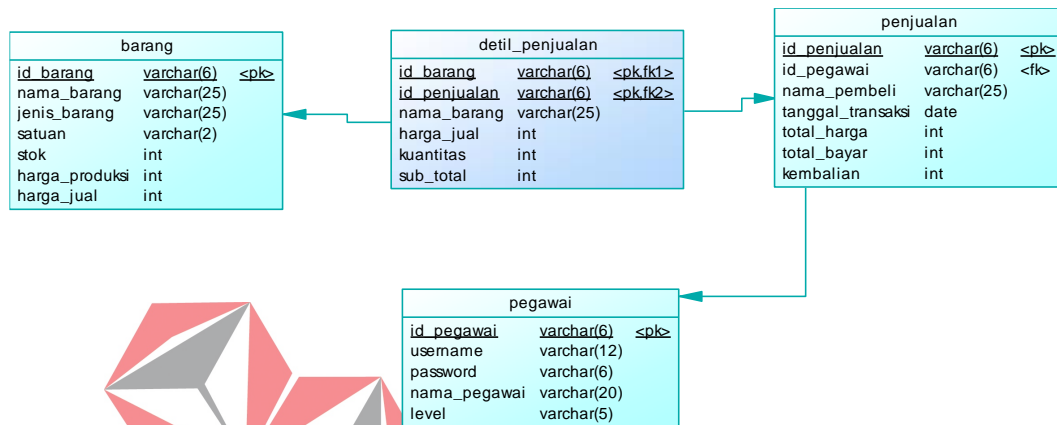 barang
id_barang varchar(6) <pk>
nama_barang varchar(25)
jenis_barang varchar(25)
satuan varchar(2)
stok int
harga_produksi int
harga_jual int
detil_penjualan
id_barang varchar(6) <pk,fk1>
id_penjualan varchar(6) <pk,fk2>
nama_barang varchar(25)
harga_jual int
kuantitas int
sub_total int
penjualan
id_penjualan varchar(6) <pk>
id_pegawai varchar(6) <fk>
nama_pembeli varchar(25)
tanggal_transaksi date
total_harga int
total_bayar int
kembalian int
pegawai
id_pegawai varchar(6) <pk>
username varchar(12)
password varchar(6)
nama_pegawai varchar(20)
level varchar(5)